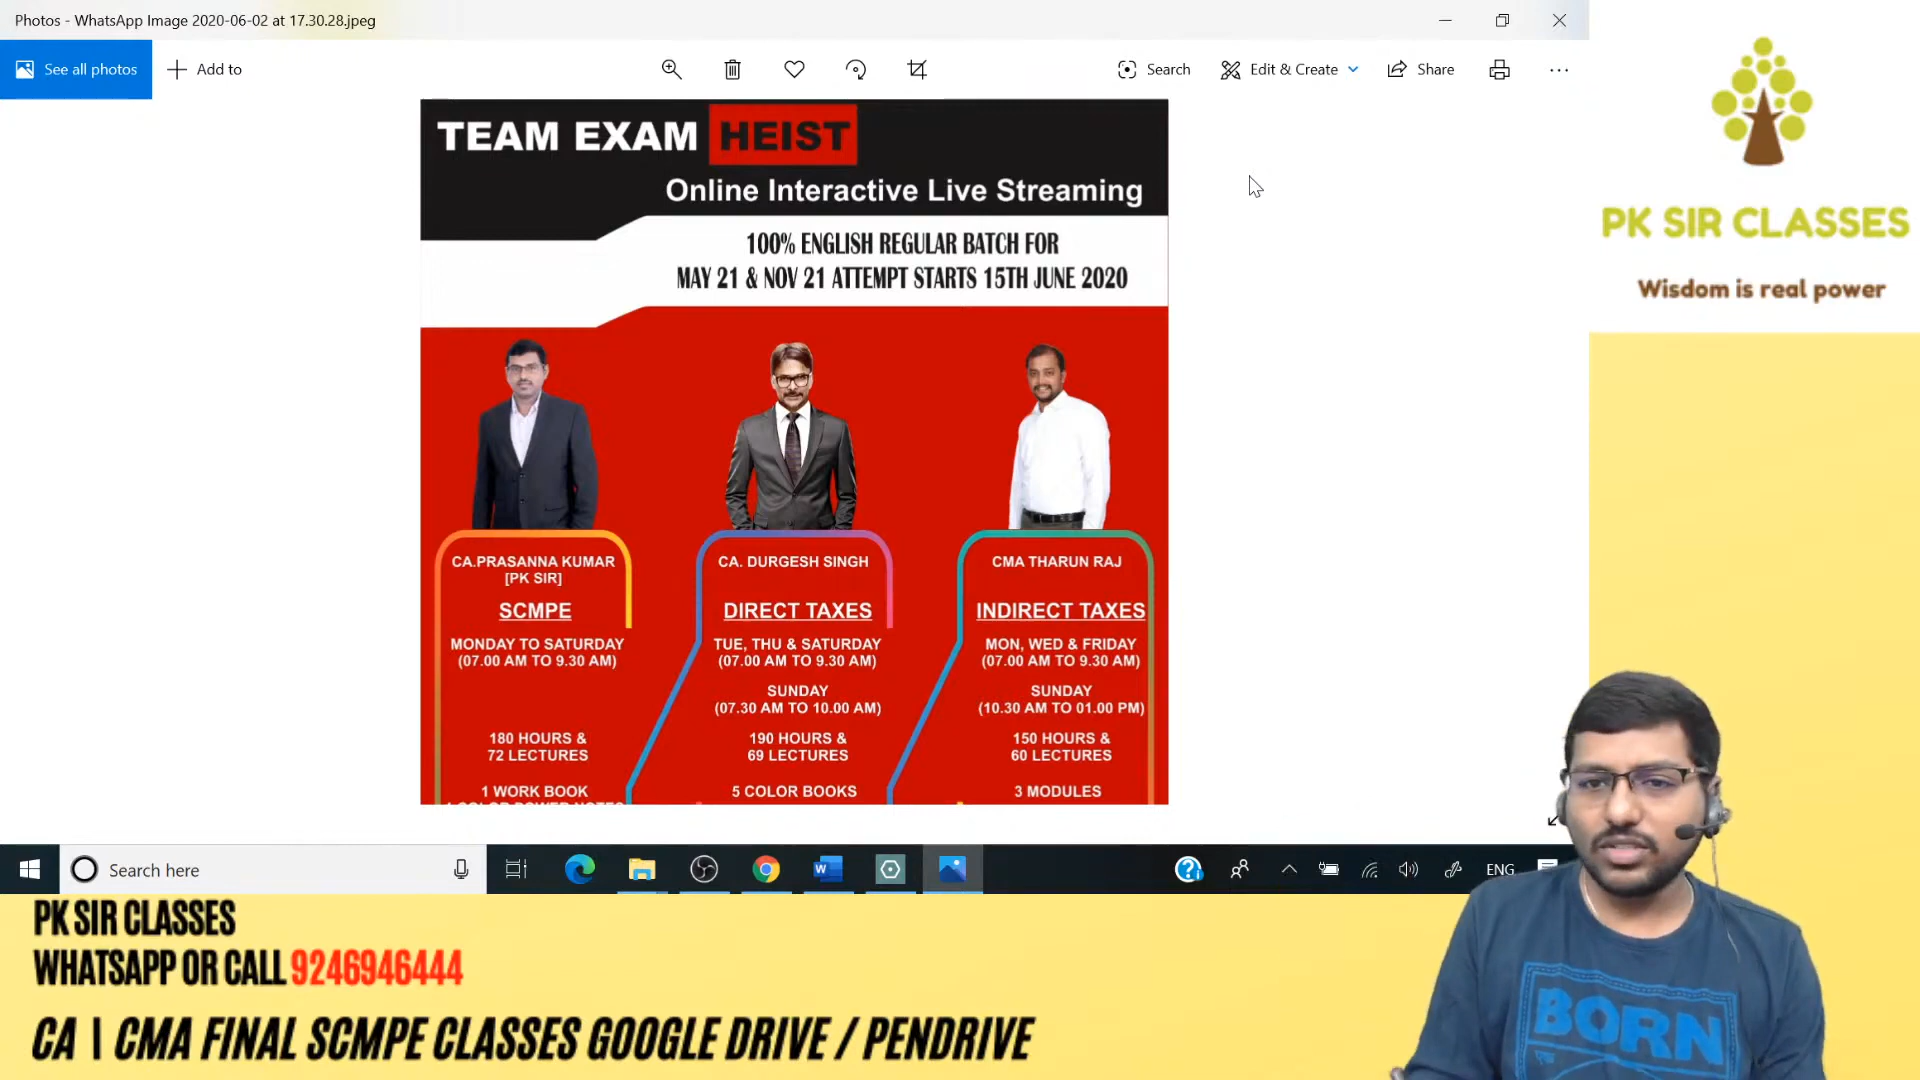 Photos - WhatsApp Image 2020-06-02 at 17.30.28.jpeg
See all photos
Add to
Search
Edit & Create
Share
TEAM EXAM HEIST
Online Interactive Live Streaming
100% ENGLISH REGULAR BATCH FOR
MAY 21 & NOV 21 ATTEMPT STARTS 15TH JUNE 2020
CA.PRASANNA KUMAR
[PK SIR]
SCMPE
MONDAY TO SATURDAY
(07.00 AM TO 9.30 AM)
180 HOURS &
72 LECTURES
1 WORK BOOK
CA. DURGESH SINGH
DIRECT TAXES
TUE, THU & SATURDAY
(07.00 AM TO 9.30 AM)
SUNDAY
(07.30 AM TO 10.00 AM)
190 HOURS &
69 LECTURES
5 COLOR BOOKS
CMA THARUN RAJ
INDIRECT TAXES
MON, WED & FRIDAY
(07.00 AM TO 9.30 AM)
SUNDAY
(10.30 AM TO 01.00 PM)
150 HOURS &
60 LECTURES
3 MODULES
PK SIR CLASSES
Wisdom is real power
Search here
ENG
BORN
PK SIR CLASSES
WHATSAPP OR CALL 9246946444
CA \ CMA FINAL SCMPE CLASSES GOOGLE DRIVE / PENDRIVE